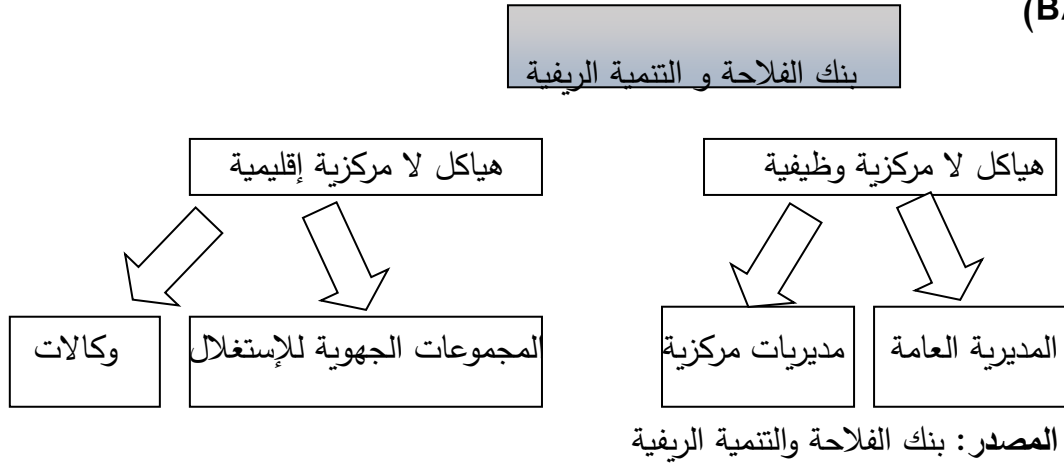 بنك الفلاحة و التنمية الريفية
هياكل لا مركزية وظيفية
هياكل لا مركزية إقليمية
المديرية العامة
مديريات مركزية
المجموعات الجهوية للإستغلال
وكالات
المصدر: بنك الفلاحة والتنمية الريفية